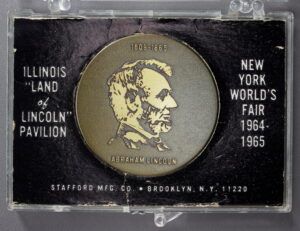 1809-1865
ILLINOIS
"LAND
of
LINCOLN"
PAVILION
NEW
YORK
WORLD'S
FAIR
1964-
1965
ABRAHAM LINCOLN
STAFFORD MFG. CO. • BROOKLYN, N.Y. 11220